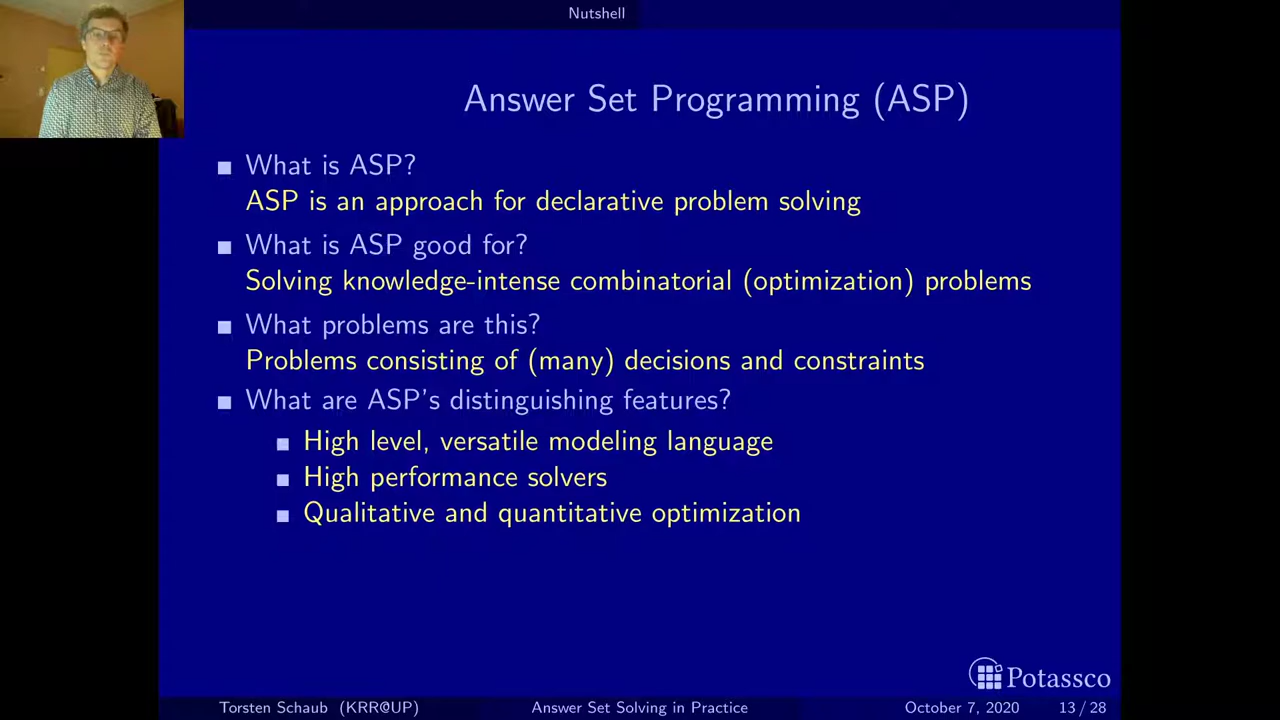 Nutshell
Answer Set Programming (ASP)
What is ASP?
ASP is an approach for declarative problem solving
What is ASP good for?
Solving knowledge-intense combinatorial (optimization) problems
What problems are this?
Problems consisting of (many) decisions and constraints
What are ASP's distinguishing features?
High level, versatile modeling language
High performance solvers
Qualitative and quantitative optimization
Potassco
Torsten Schaub (KRR@UP) Answer Set Solving in Practice October 7, 2020 13 / 28